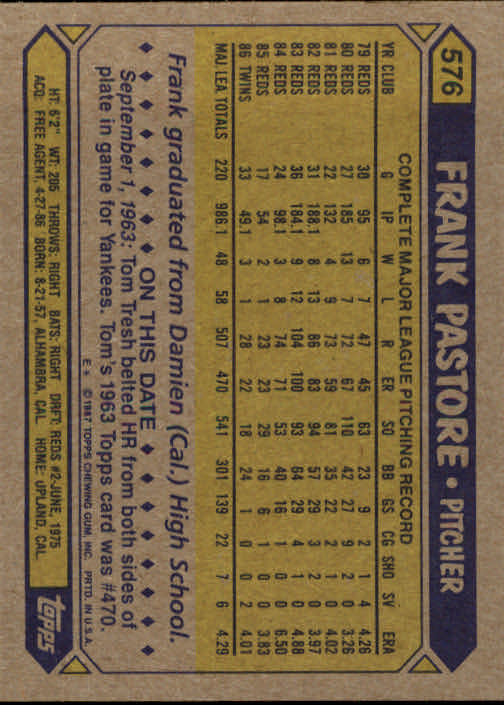 576 FRANK PASTORE • PITCHER
COMPLETE MAJOR LEAGUE PITCHING RECORD
YR CLUB G IP W L R ER SO BB GS CG SHO SV ERA
79 REDS 30 95 6 7 47 45 63 23 9 2 1 4 4.26
80 REDS 27 185 13 7 72 67 110 42 27 9 2 0 3.26
81 REDS 22 132 4 9 73 59 81 35 22 2 1 0 4.02
82 REDS 31 188.1 8 13 86 83 94 57 29 3 2 0 3.97
83 REDS 36 184.1 9 12 104 100 93 64 29 4 1 0 4.88
84 REDS 24 98.1 3 8 74 71 53 40 16 1 0 0 6.50
85 REDS 17 54 2 1 23 23 29 16 6 1 0 0 3.83
86 TWINS 33 49.1 3 1 28 22 18 24 1 0 0 2 4.01
MAJ LEA. TOTALS 220 986.1 48 58 507 470 541 301 139 22 7 6 4.29
Frank graduated from Damien (Cal.) High School.
♦ ♦ ♦ ♦ ♦ ♦ ♦ ON THIS DATE ♦ ♦ ♦ ♦ ♦ ♦ ♦
September 1, 1963: Tom Tresh belted HR from both sides of
plate in game for Yankees. Tom's 1963 Topps card was #470.
E * © 1987 TOPPS CHEWING GUM, INC. PRTD. IN U.S.A.
HT: 6'2" WT: 205 THROWS: RIGHT BATS: RIGHT DRFT: REDS #2-JUNE, 1975
ACQ: FREE AGENT, 4-27-86 BORN: 8-21-57, ALHAMBRA, CAL. HOME: UPLAND, CAL.
topps